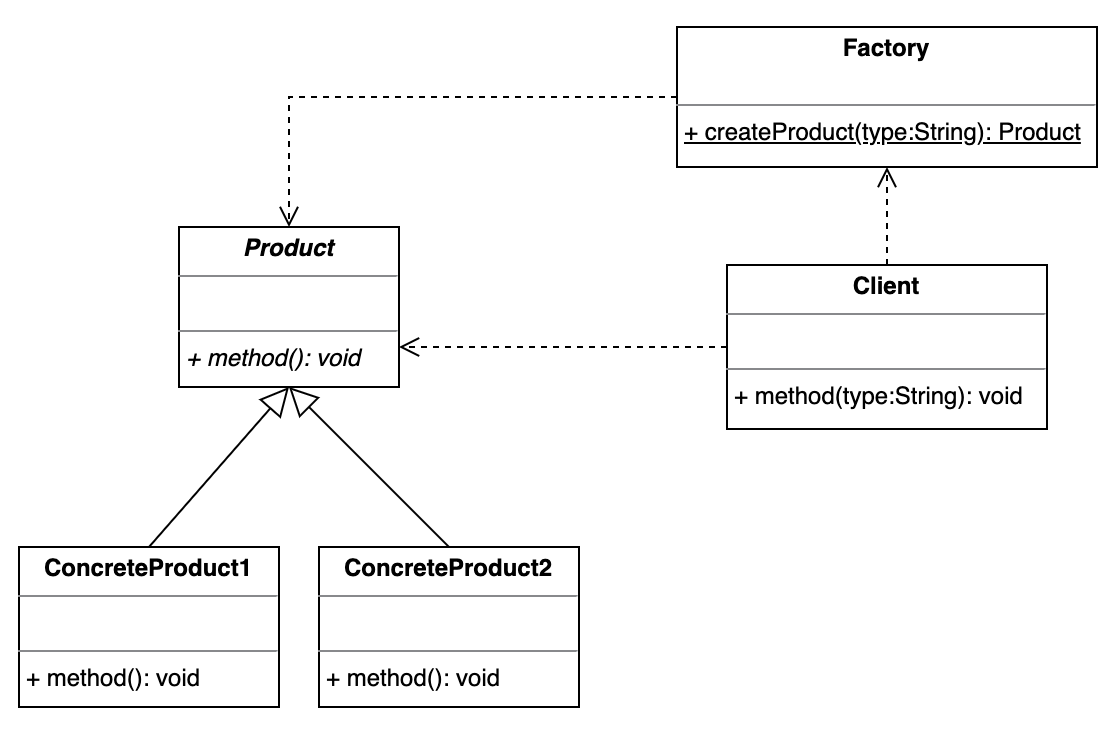 Factory
+ createProduct(type:String): Product
Product
+ method(): void
Client
+ method(type:String): void
ConcreteProduct1
+ method(): void
ConcreteProduct2
+ method(): void